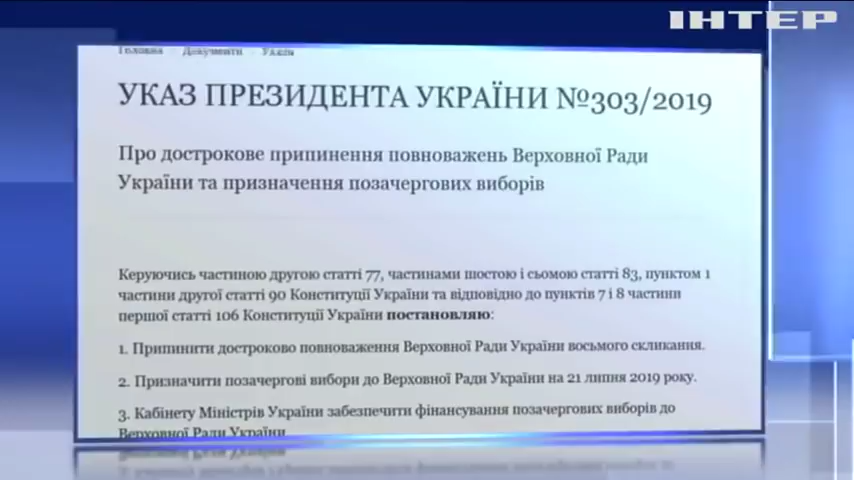 ІНТЕР
Головна Документи Укази
УКАЗ ПРЕЗИДЕНТА УКРАЇНИ №303/2019
Про дострокове припинення повноважень Верховної Ради
України та призначення позачергових виборів
Керуючись частиною другою статті 77, частинами шостою і сьомою статті 83, пунктом 1
частини другої статті 90 Конституції України та відповідно до пунктів 7 і 8 частини
першої статті 106 Конституції України постановляю:
1. Припинити достроково повноваження Верховної Ради України восьмого скликання.
2. Призначити позачергові вибори до Верховної Ради України на 21 липня 2019 року.
3. Кабінету Міністрів України забезпечити фінансування позачергових виборів до
Верховної Ради України